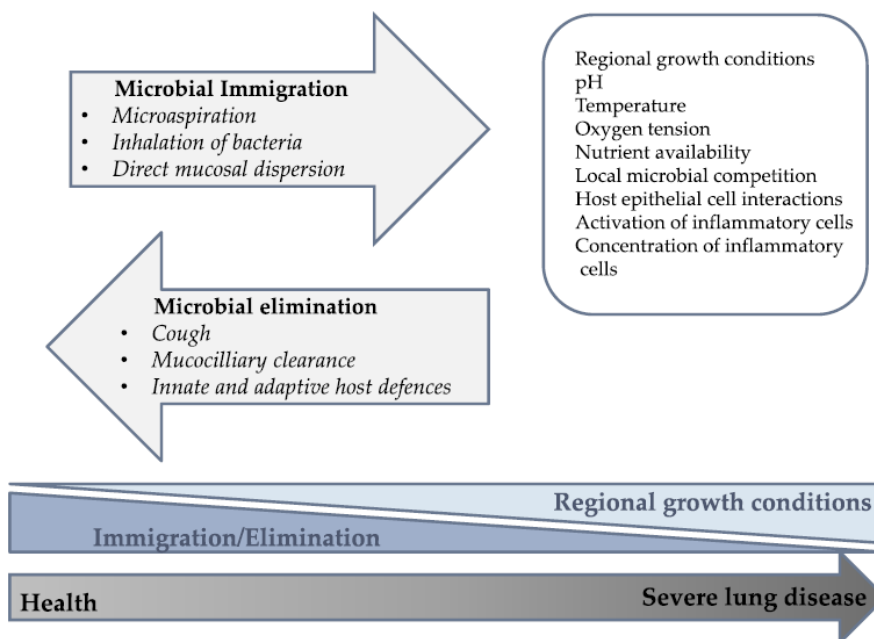 Microbial Immigration
• Microaspiration
• Inhalation of bacteria
• Direct mucosal dispersion
Regional growth conditions
pH
Temperature
Oxygen tension
Nutrient availability
Local microbial competition
Host epithelial cell interactions
Activation of inflammatory cells
Concentration of inflammatory
cells
Microbial elimination
• Cough
• Mucocilliary clearance
• Innate and adaptive host defences
Regional growth conditions
Immigration/Elimination
Health
Severe lung disease